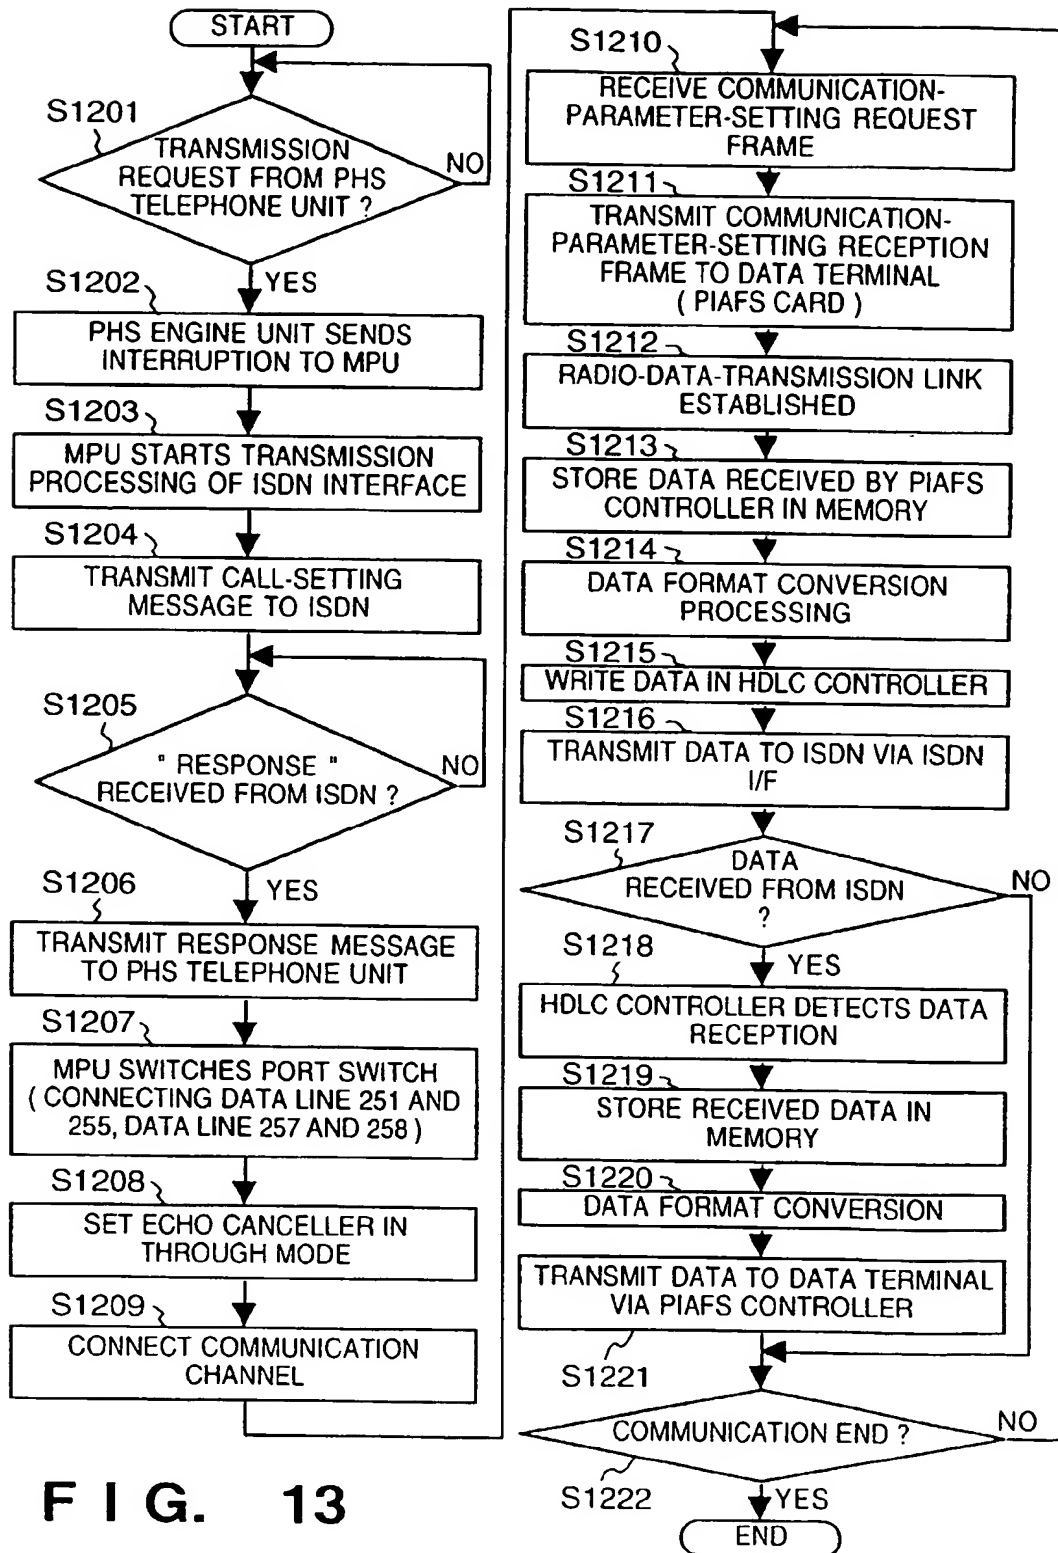 START
S1201
TRANSMISSION
REQUEST FROM PHS
TELEPHONE UNIT ?
NO
YES
S1202
PHS ENGINE UNIT SENDS
INTERRUPTION TO MPU
S1203
MPU STARTS TRANSMISSION
PROCESSING OF ISDN INTERFACE
S1204
TRANSMIT CALL-SETTING
MESSAGE TO ISDN
S1205
" RESPONSE "
RECEIVED FROM ISDN ?
NO
YES
S1206
TRANSMIT RESPONSE MESSAGE
TO PHS TELEPHONE UNIT
S1207
MPU SWITCHES PORT SWITCH
( CONNECTING DATA LINE 251 AND
255, DATA LINE 257 AND 258 )
S1208
SET ECHO CANCELLER IN
THROUGH MODE
S1209
CONNECT COMMUNICATION
CHANNEL
S1210
RECEIVE COMMUNICATION-
PARAMETER-SETTING REQUEST
FRAME
S1211
TRANSMIT COMMUNICATION-
PARAMETER-SETTING RECEPTION
FRAME TO DATA TERMINAL
( PIAFS CARD )
S1212
RADIO-DATA-TRANSMISSION LINK
ESTABLISHED
S1213
STORE DATA RECEIVED BY PIAFS
CONTROLLER IN MEMORY
S1214
DATA FORMAT CONVERSION
PROCESSING
S1215
WRITE DATA IN HDLC CONTROLLER
S1216
TRANSMIT DATA TO ISDN VIA ISDN
I/F
S1217
DATA
RECEIVED FROM ISDN
?
NO
YES
S1218
HDLC CONTROLLER DETECTS DATA
RECEPTION
S1219
STORE RECEIVED DATA IN
MEMORY
S1220
DATA FORMAT CONVERSION
TRANSMIT DATA TO DATA TERMINAL
VIA PIAFS CONTROLLER
S1221
COMMUNICATION END ?
NO
S1222
YES
END
FIG. 13